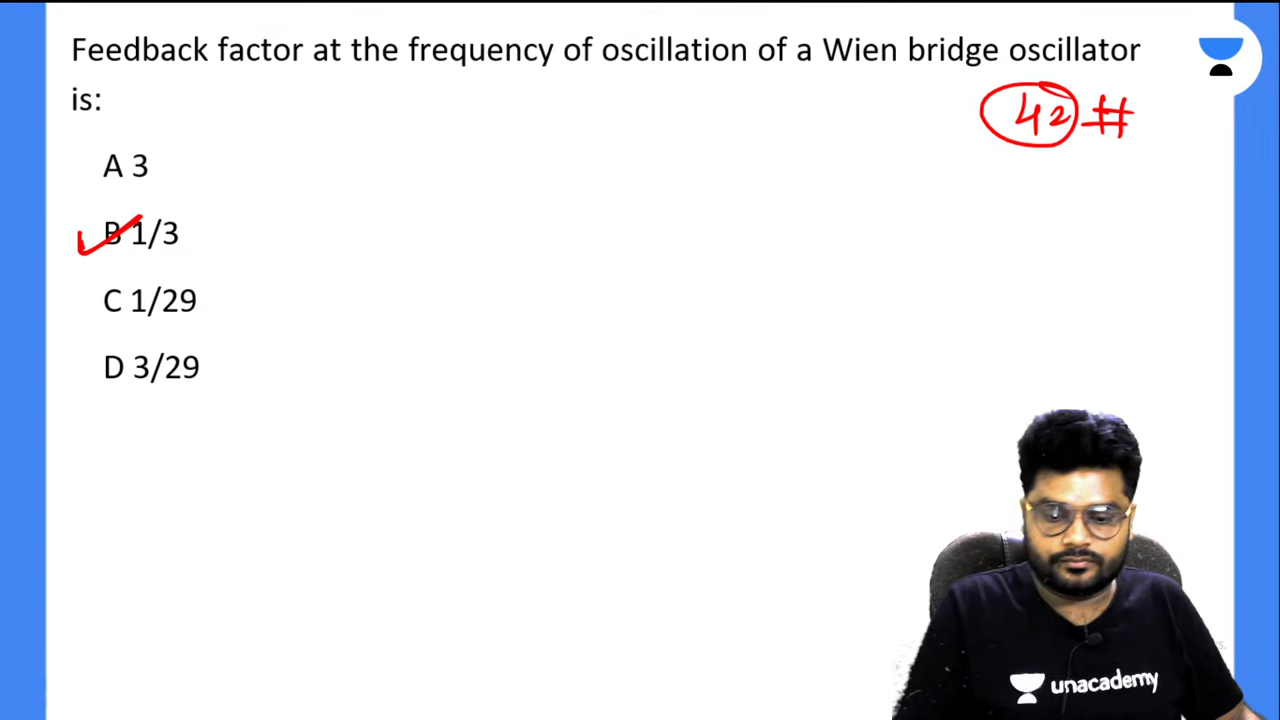 Feedback factor at the frequency of oscillation of a Wien bridge oscillator
is:
42 #
A 3
B 1/3
C 1/29
D 3/29
unacademy